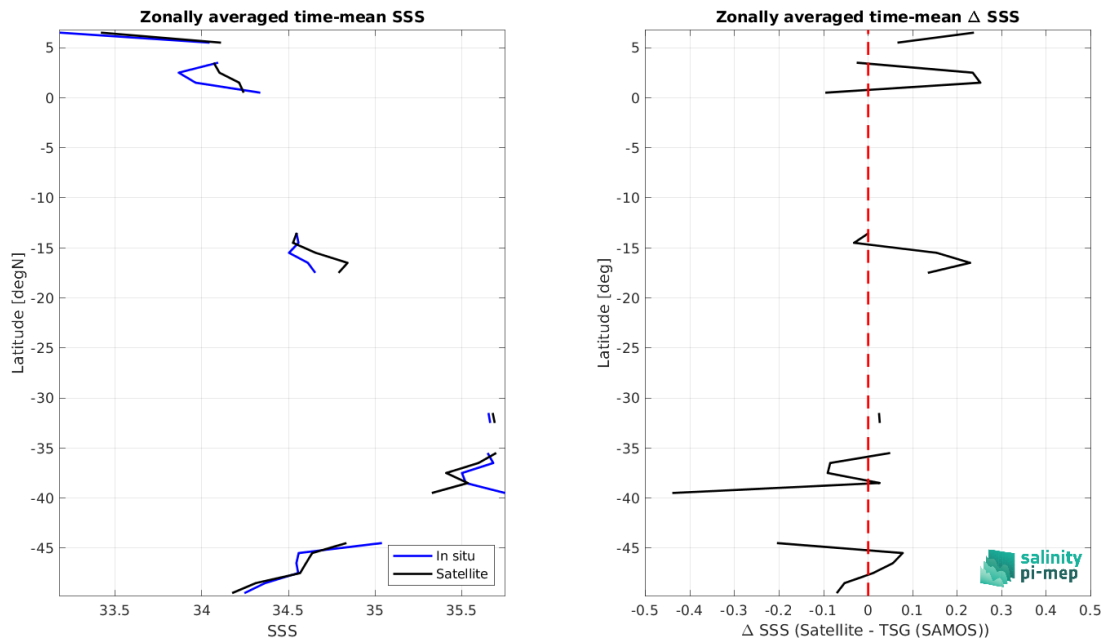 Zonally averaged time-mean SSS
5
0
-5
-10
-15
-20
-25
-30
-35
-40
-45
Latitude [degN]
33.5 34 34.5 35 35.5
SSS
In situ
Satellite
Zonally averaged time-mean Δ SSS
5
0
-5
-10
-15
-20
-25
-30
-35
-40
-45
Latitude [deg]
-0.5 -0.4 -0.3 -0.2 -0.1 0 0.1 0.2 0.3 0.4 0.5
Δ SSS (Satellite - TSG (SAMOS))
salinity
pi-mep